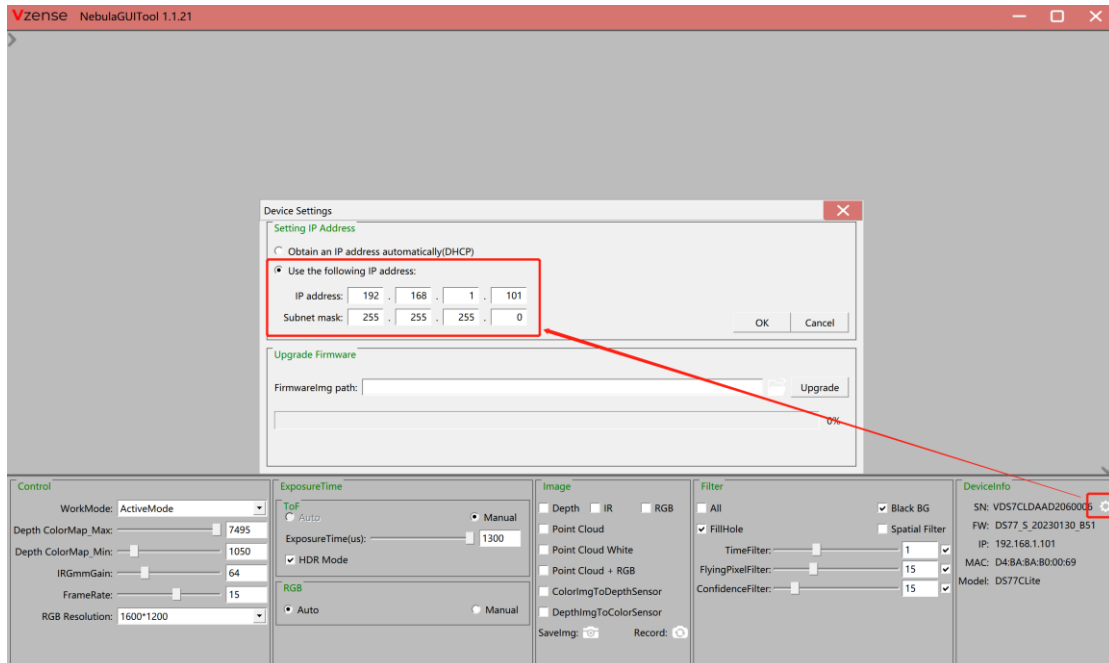 Vzense NebulaGUITool 1.1.21
Device Settings
Setting IP Address
Obtain an IP address automatically(DHCP)
Use the following IP address:
IP address: 192 . 168 . 1 . 101
Subnet mask: 255 . 255 . 255 . 0
OK Cancel
Upgrade Firmware
FirmwareImg path: Upgrade
0%
Control
WorkMode: ActiveMode
Depth ColorMap_Max: 7495
Depth ColorMap_Min: 1050
IRGmmGain: 64
FrameRate: 15
RGB Resolution: 1600*1200
ExposureTime
ToF
Auto Manual
ExposureTime(us): 1300
HDR Mode
RGB
Auto Manual
Image
Depth IR RGB
Point Cloud
Point Cloud White
Point Cloud + RGB
ColorImgToDepthSensor
DepthImgToColorSensor
SaveImg: Record:
Filter
All Black BG
FillHole Spatial Filter
TimeFilter: 1
FlyingPixelFilter: 15
ConfidenceFilter: 15
DeviceInfo
SN: VDS7CLDAAD2060006
FW: DS77_S_20230130_B51
IP: 192.168.1.101
MAC: D4:BA:BA:B0:00:69
Model: DS77CLite